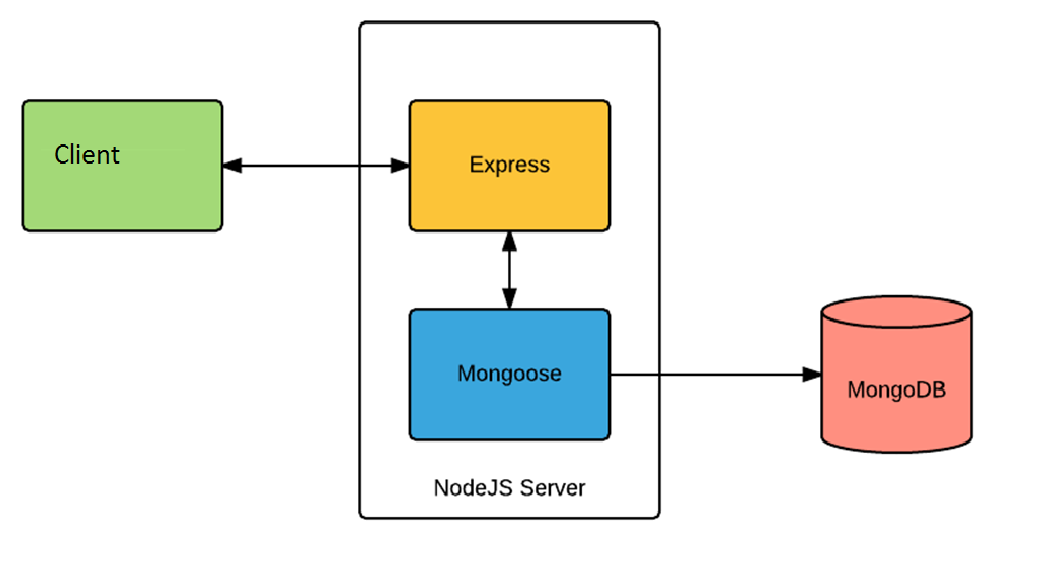 Client
Express
Mongoose
MongoDB
NodeJS Server